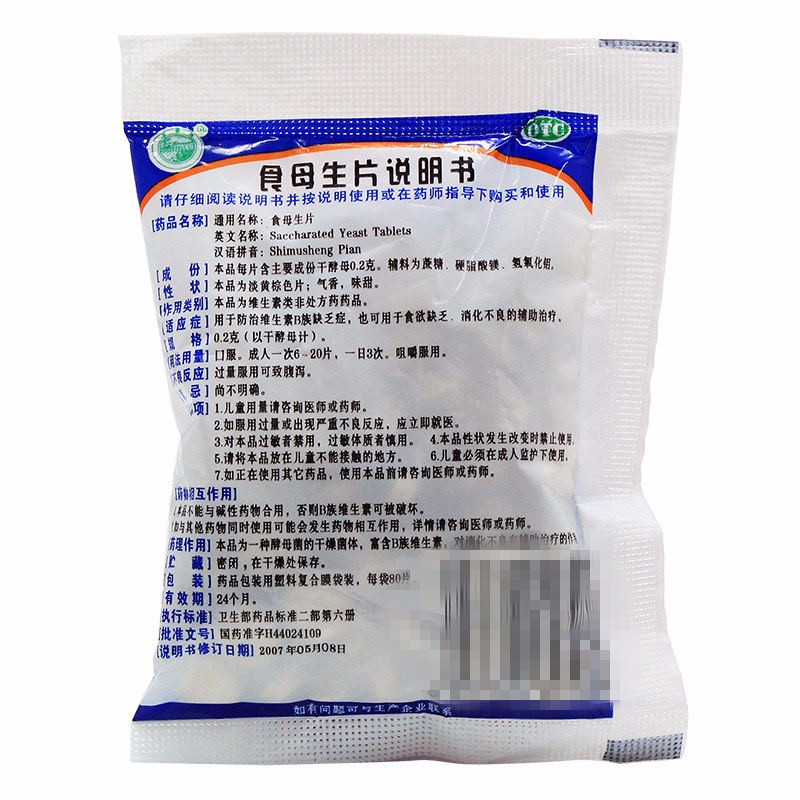 OTC
食母生片说明书
请仔细阅读说明书并按说明使用或在药师指导下购买和使用
[药品名称] 通用名称：食母生片
英文名称：Saccharated Yeast Tablets
汉语拼音：Shimusheng Pian
[成 份] 本品每片含主要成份干酵母0.2克。辅料为蔗糖、硬脂酸镁、氢氧化铝。
[性 状] 本品为淡黄棕色片；气香，味甜。
作用类别] 本品为维生素类非处方药药品。
适应症] 用于防治维生素B族缺乏症，也可用于食欲缺乏、消化不良的辅助治疗。
规 格] 0.2克（以干酵母计）。
用法用量] 口服。成人一次6~20片，一日3次。咀嚼服用。
不良反应] 过量服用可致腹泻。
忌] 尚不明确。
项] 1.儿童用量请咨询医师或药师。
2.如服用过量或出现严重不良反应，应立即就医。
3.对本品过敏者禁用，过敏体质者慎用。 4.本品性状发生改变时禁止使用。
5.请将本品放在儿童不能接触的地方。 6.儿童必须在成人监护下使用。
7.如正在使用其它药品，使用本品前请咨询医师或药师。
[药物相互作用]
1.本品不能与碱性药物合用，否则B族维生素可被破坏。
如与其他药物同时使用可能会发生药物相互作用，详情请咨询医师或药师。
药理作用] 本品为一种酵母菌的干燥菌体，富含B族维生素，对消化不良有辅助治疗的作
[贮 藏] 密闭，在干燥处保存。
[包 装] 药品包装用塑料复合膜袋装，每袋80片
[有效期] 24个月。
执行标准] 卫生部药品标准二部第六册
[批准文号] 国药准字H44024109
[说明书修订日期] 2007年05月08日
如有问题可与生产企业联系